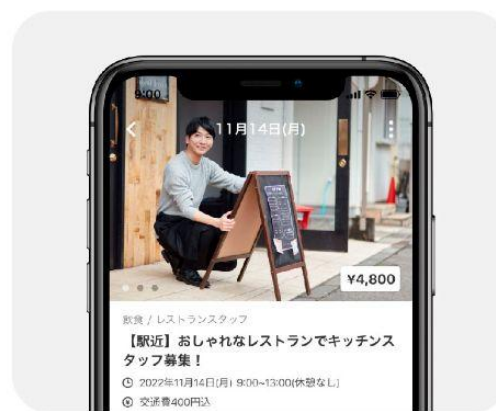 9:00
11月14日(月)
¥4,800
飲食 / レストランスタッフ
【駅近】おしゃれなレストランでキッチンス
タッフ募集！
2022年11月14日(月) 9:00~13:00(休憩なし)
交通費400円込